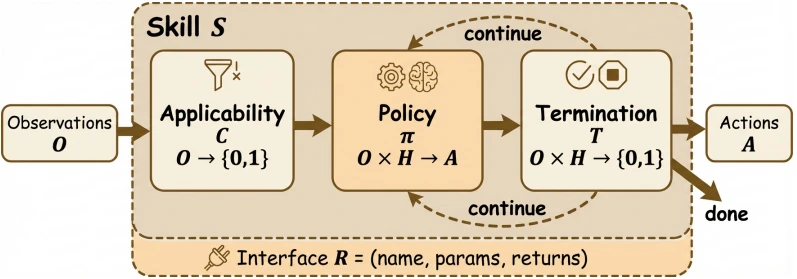 Skill S
continue
Observations
O
Applicability
C
O → {0,1}
Policy
π
O × H → A
Termination
T
O × H → {0,1}
Actions
A
continue
done
Interface R = (name, params, returns)